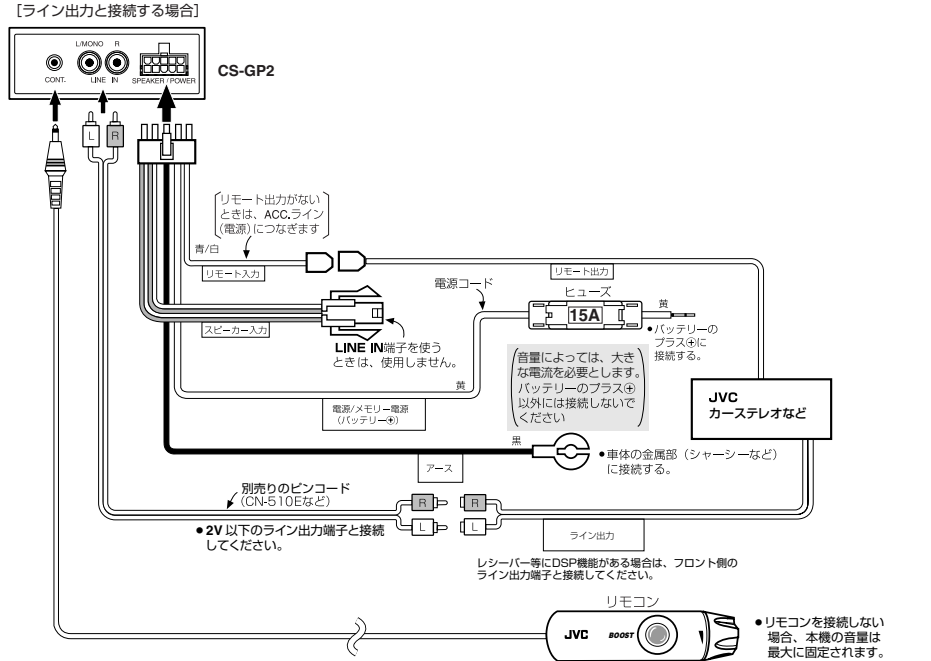 [ライン出力と接続する場合]
L/MONO R
CONT. LINE IN SPEAKER / POWER
CS-GP2
L R
リモート出力がない
ときは、ACC.ライン
(電源)につなぎます
青/白
リモート入力
リモート出力
電源コード
ヒューズ
15A
黄
●バッテリーの
プラス⊕に
接続する。
スピーカー入力
LINE IN端子を使う
ときは、使用しません。
音量によっては、大き
な電流を必要とします。
バッテリーのプラス⊕
以外には接続しないで
ください
黄
電源/メモリー電源
(バッテリー⊕)
JVC
カーステレオなど
黒
アース
●車体の金属部(シャーシーなど)
に接続する。
別売りのピンコード
(CN-510Eなど)
R R
L L
●2V 以下のライン出力端子と接続
してください。
ライン出力
レシーバー等にDSP機能がある場合は、フロント側の
ライン出力端子と接続してください。
リモコン
JVC BOOST
●リモコンを接続しない
場合、本機の音量は
最大に固定されます。